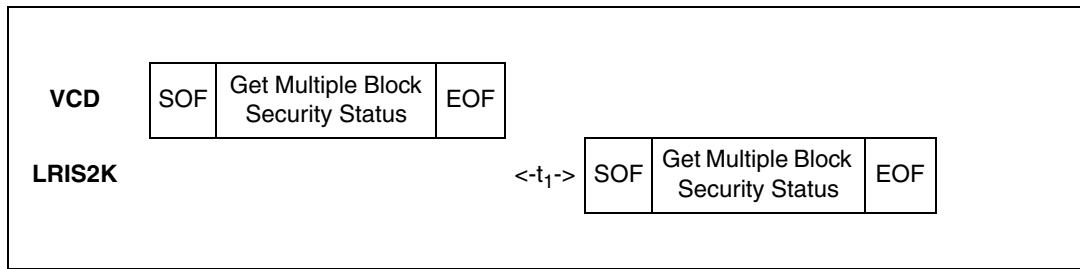 VCD SOF Get Multiple Block Security Status EOF
LRIS2K <-t1-> SOF Get Multiple Block Security Status EOF